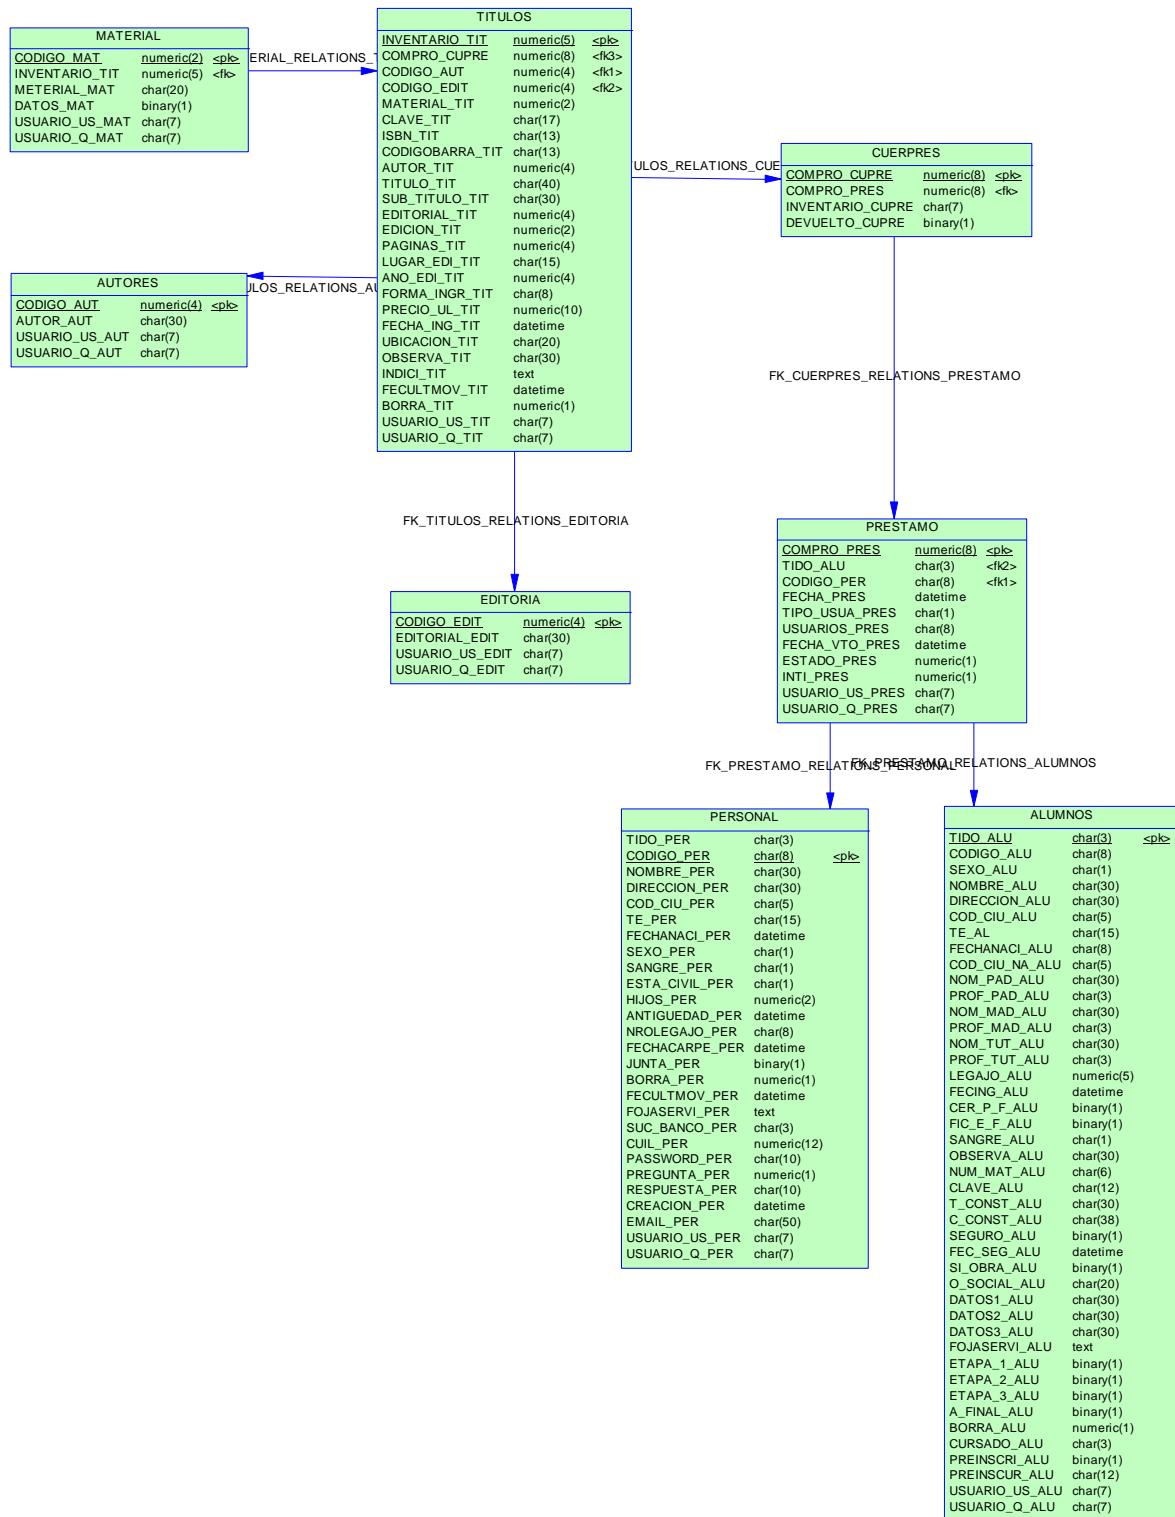 MATERIAL
CODIGO_MAT numeric(2) <pk>
INVENTARIO_TIT numeric(5) <fk>
METERIAL_MAT char(20)
DATOS_MAT binary(1)
USUARIO_US_MAT char(7)
USUARIO_Q_MAT char(7)
ERIAL_RELATIONS_T
TITULOS
INVENTARIO_TIT numeric(5) <pk>
COMPRO_CUPRE numeric(8) <fk3>
CODIGO_AUT numeric(4) <fk1>
CODIGO_EDIT numeric(4) <fk2>
MATERIAL_TIT numeric(2)
CLAVE_TIT char(17)
ISBN_TIT char(13)
CODIGOBARRA_TIT char(13)
AUTOR_TIT numeric(4)
TITULO_TIT char(40)
SUB_TITULO_TIT char(30)
EDITORIAL_TIT numeric(4)
EDICION_TIT numeric(2)
PAGINAS_TIT numeric(4)
LUGAR_EDI_TIT char(15)
ANO_EDI_TIT numeric(4)
FORMA_INGR_TIT char(8)
PRECIO_UL_TIT numeric(10)
FECHA_ING_TIT datetime
UBICACION_TIT char(20)
OBSERVA_TIT char(30)
INDICI_TIT text
FECULTMOV_TIT datetime
BORRA_TIT numeric(1)
USUARIO_US_TIT char(7)
USUARIO_Q_TIT char(7)
ULOS_RELATIONS_CUE
CUERPRES
COMPRO_CUPRE numeric(8) <pk>
COMPRO_PRES numeric(8) <fk>
INVENTARIO_CUPRE char(7)
DEVUELTO_CUPRE binary(1)
AUTORES
CODIGO_AUT numeric(4) <pk>
AUTOR_AUT char(30)
USUARIO_US_AUT char(7)
USUARIO_Q_AUT char(7)
ULOS_RELATIONS_AU
FK_CUERPRES_RELATIONS_PRESTAMO
FK_TITULOS_RELATIONS_EDITORIA
EDITORIA
CODIGO_EDIT numeric(4) <pk>
EDITORIAL_EDIT char(30)
USUARIO_US_EDIT char(7)
USUARIO_Q_EDIT char(7)
PRESTAMO
COMPRO_PRES numeric(8) <pk>
TIDO_ALU char(3) <fk2>
CODIGO_PER char(8) <fk1>
FECHA_PRES datetime
TIPO_USUA_PRES char(1)
USUARIOS_PRES char(8)
FECHA_VTO_PRES datetime
ESTADO_PRES numeric(1)
INTI_PRES numeric(1)
USUARIO_US_PRES char(7)
USUARIO_Q_PRES char(7)
FK_PRESTAMO_RELATIONS_PERSONAL
FK_PRESTAMO_RELATIONS_ALUMNOS
PERSONAL
TIDO_PER char(3)
CODIGO_PER char(8) <pk>
NOMBRE_PER char(30)
DIRECCION_PER char(30)
COD_CIU_PER char(5)
TE_PER char(15)
FECHANACI_PER datetime
SEXO_PER char(1)
SANGRE_PER char(1)
ESTA_CIVIL_PER char(1)
HIJOS_PER numeric(2)
ANTIGUEDAD_PER datetime
NROLEGAJO_PER char(8)
FECHACARPE_PER datetime
JUNTA_PER binary(1)
BORRA_PER numeric(1)
FECULTMOV_PER datetime
FOJASERVI_PER text
SUC_BANCO_PER char(3)
CUIL_PER numeric(12)
PASSWORD_PER char(10)
PREGUNTA_PER numeric(1)
RESPUESTA_PER char(10)
CREACION_PER datetime
EMAIL_PER char(50)
USUARIO_US_PER char(7)
USUARIO_Q_PER char(7)
ALUMNOS
TIDO_ALU char(3) <pk>
CODIGO_ALU char(8)
SEXO_ALU char(1)
NOMBRE_ALU char(30)
DIRECCION_ALU char(30)
COD_CIU_ALU char(5)
TE_AL char(15)
FECHANACI_ALU char(8)
COD_CIU_NA_ALU char(5)
NOM_PAD_ALU char(30)
PROF_PAD_ALU char(3)
NOM_MAD_ALU char(30)
PROF_MAD_ALU char(3)
NOM_TUT_ALU char(30)
PROF_TUT_ALU char(3)
LEGAJO_ALU numeric(5)
FECING_ALU datetime
CER_P_F_ALU binary(1)
FIC_E_F_ALU binary(1)
SANGRE_ALU char(1)
OBSERVA_ALU char(30)
NUM_MAT_ALU char(6)
CLAVE_ALU char(12)
T_CONST_ALU char(30)
C_CONST_ALU char(38)
SEGURO_ALU binary(1)
FEC_SEG_ALU datetime
SI_OBRA_ALU binary(1)
O_SOCIAL_ALU char(20)
DATOS1_ALU char(30)
DATOS2_ALU char(30)
DATOS3_ALU char(30)
FOJASERVI_ALU text
ETAPA_1_ALU binary(1)
ETAPA_2_ALU binary(1)
ETAPA_3_ALU binary(1)
A_FINAL_ALU binary(1)
BORRA_ALU numeric(1)
CURSADO_ALU char(3)
PREINSCRI_ALU binary(1)
PREINSCUR_ALU char(12)
USUARIO_US_ALU char(7)
USUARIO_Q_ALU char(7)